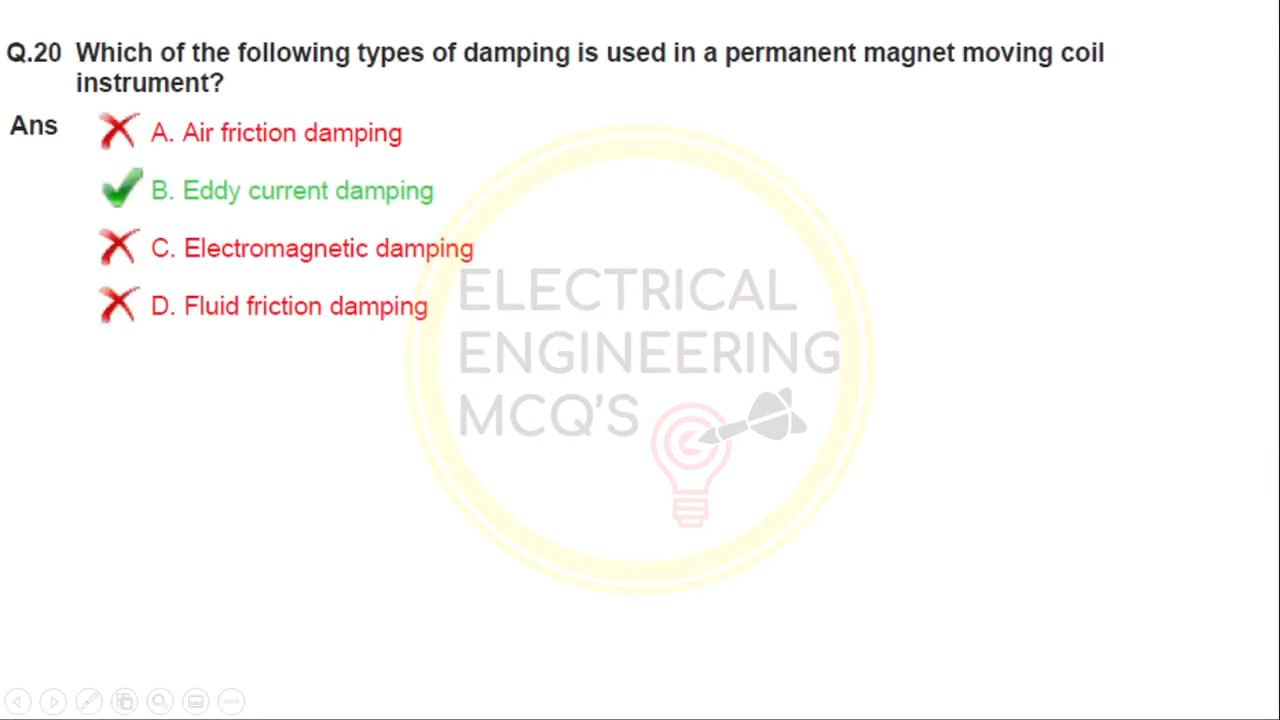 Q.20 Which of the following types of damping is used in a permanent magnet moving coil
instrument?
Ans
A. Air friction damping
B. Eddy current damping
C. Electromagnetic damping
D. Fluid friction damping
ELECTRICAL
ENGINEERING
MCQ'S